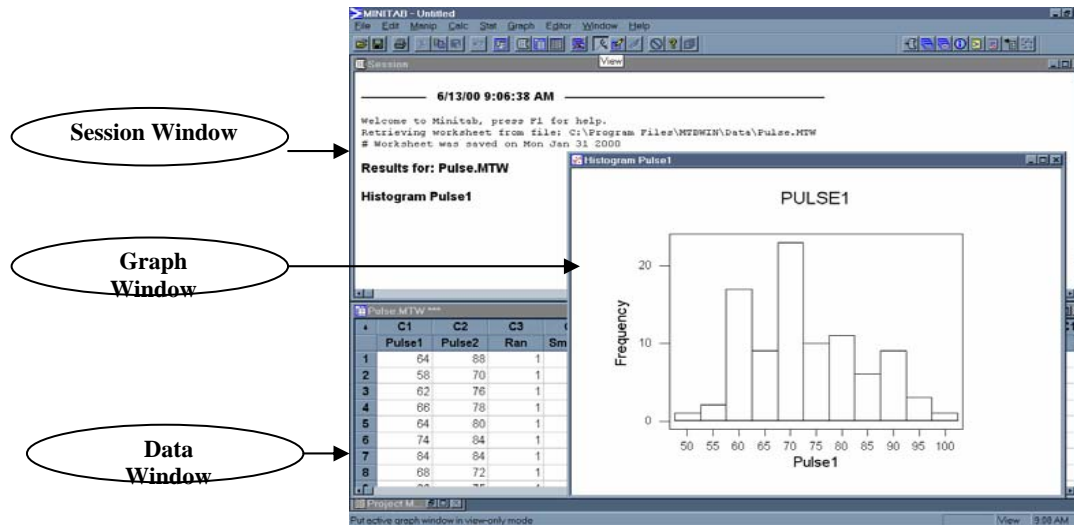 MINITAB - Untitled
File Edit Manip Calc Stat Graph Editor Window Help
View
Session
6/13/00 9:06:38 AM
Welcome to Minitab, press F1 for help.
Retrieving worksheet from file: C:\Program Files\MTBWIN\Data\Pulse.MTW
# Worksheet was saved on Mon Jan 31 2000
Results for: Pulse.MTW
Histogram Pulse1
Session Window
Graph
Window
Data
Window
Histogram Pulse1
PULSE1
Frequency
20
10
0
50 55 60 65 70 75 80 85 90 95 100
Pulse1
Pulse.MTW ***
C1 C2 C3
Pulse1 Pulse2 Ran Sm
1 64 88 1
2 58 70 1
3 62 76 1
4 66 78 1
5 64 80 1
6 74 84 1
7 84 84 1
8 68 72 1
Project M...
Put active graph window in view-only mode
View 9:08 AM